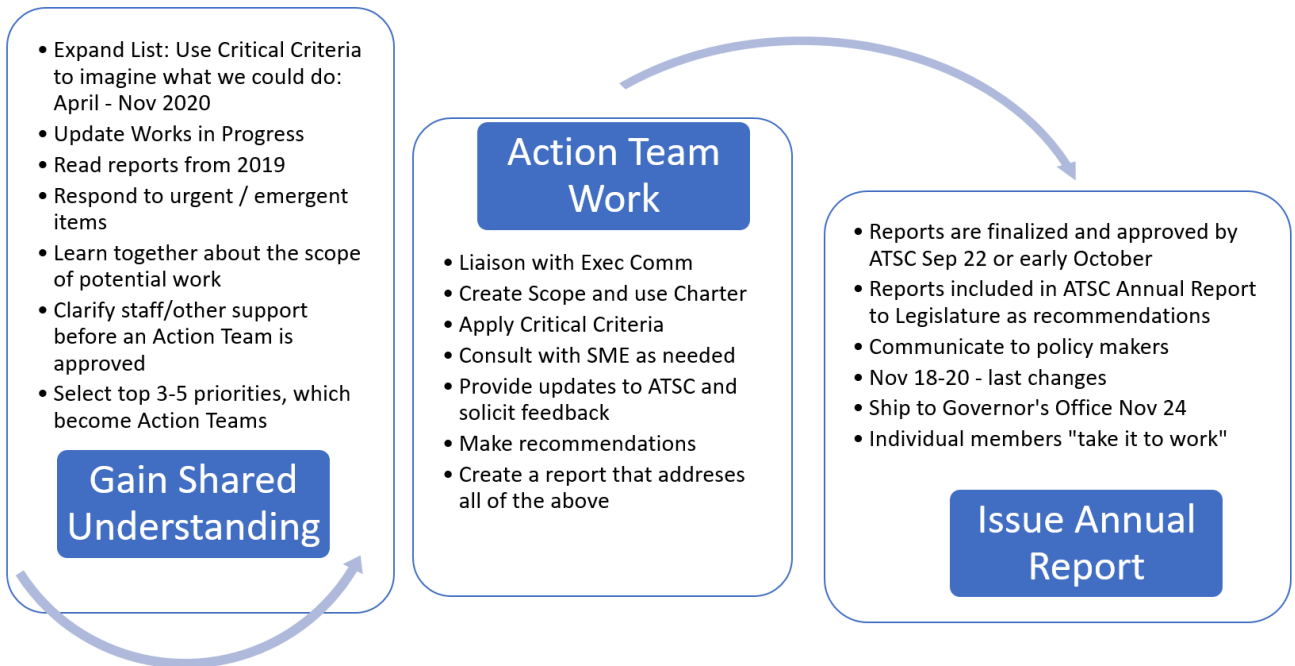 • Expand List: Use Critical Criteria
to imagine what we could do:
April - Nov 2020
• Update Works in Progress
• Read reports from 2019
• Respond to urgent / emergent
items
• Learn together about the scope
of potential work
• Clarify staff/other support
before an Action Team is
approved
• Select top 3-5 priorities, which
become Action Teams
Gain Shared
Understanding
Action Team
Work
• Liaison with Exec Comm
• Create Scope and use Charter
• Apply Critical Criteria
• Consult with SME as needed
• Provide updates to ATSC and
solicit feedback
• Make recommendations
• Create a report that addreses
all of the above
• Reports are finalized and approved by
ATSC Sep 22 or early October
• Reports included in ATSC Annual Report
to Legislature as recommendations
• Communicate to policy makers
• Nov 18-20 - last changes
• Ship to Governor's Office Nov 24
• Individual members "take it to work"
Issue Annual
Report